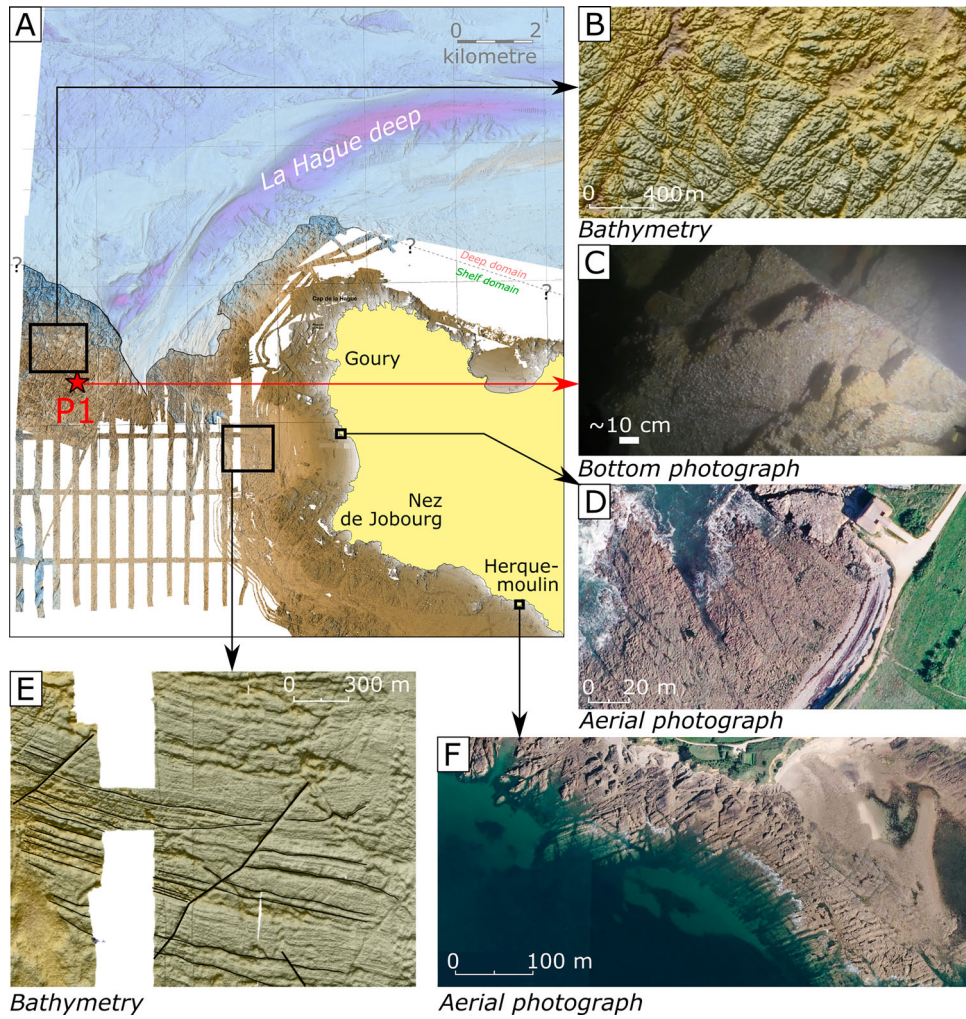 A
0 2
kilometre
La Hague deep
?
?
Deep domain
Shelf domain
?
Cap de la Hague
Goury
P1
Nez
de Jobourg
Herque-
moulin
B
0 400m
Bathymetry
C
~10 cm
Bottom photograph
D
0 20 m
Aerial photograph
E
0 300 m
Bathymetry
F
0 100 m
Aerial photograph